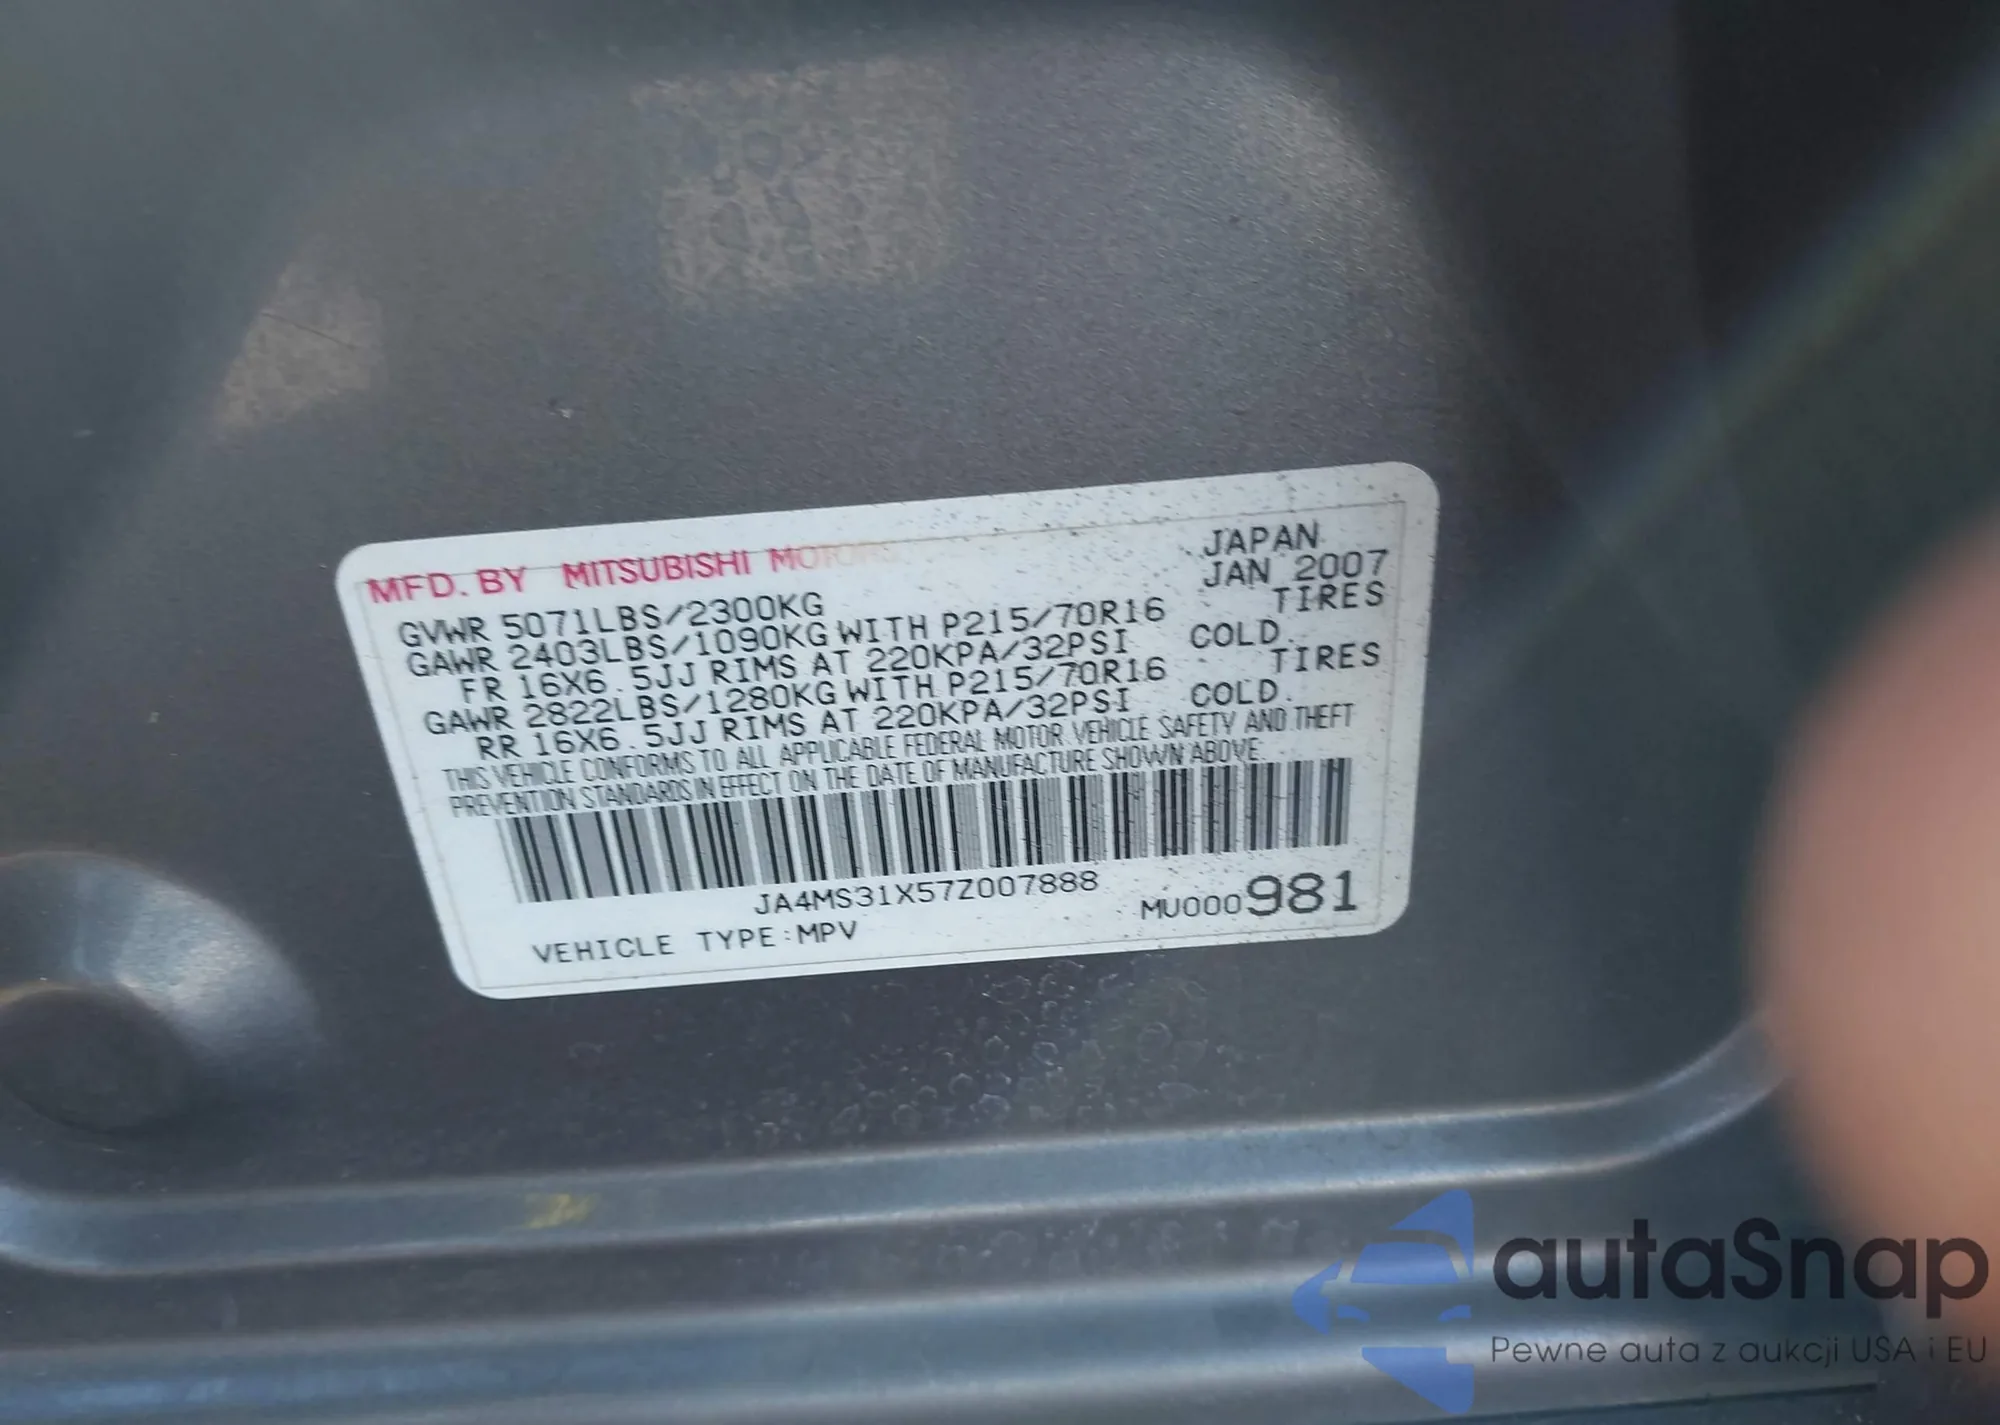 MFD. BY MITSUBISHI MOTORS JAPAN
JAN 2007
GVWR 5071LBS/2300KG
GAWR 2403LBS/1090KG WITH P215/70R16 TIRES
FR 16X6.5JJ RIMS AT 220KPA/32PSI COLD.
GAWR 2822LBS/1280KG WITH P215/70R16 TIRES
RR 16X6.5JJ RIMS AT 220KPA/32PSI COLD.
THIS VEHICLE CONFORMS TO ALL APPLICABLE FEDERAL MOTOR VEHICLE SAFETY AND THEFT
PREVENTION STANDARDS IN EFFECT ON THE DATE OF MANUFACTURE SHOWN ABOVE.
JA4MS31X57Z007888
MU000981
VEHICLE TYPE:MPV
autaSnap
Pewne auta z aukcji USA i EU